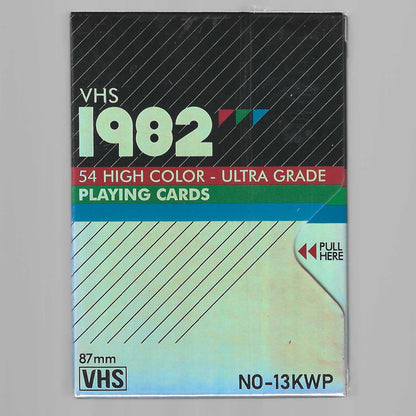 VHS
1982
54 HIGH COLOR - ULTRA GRADE
PLAYING CARDS
PULL
HERE
87mm
VHS
NO-13KWP